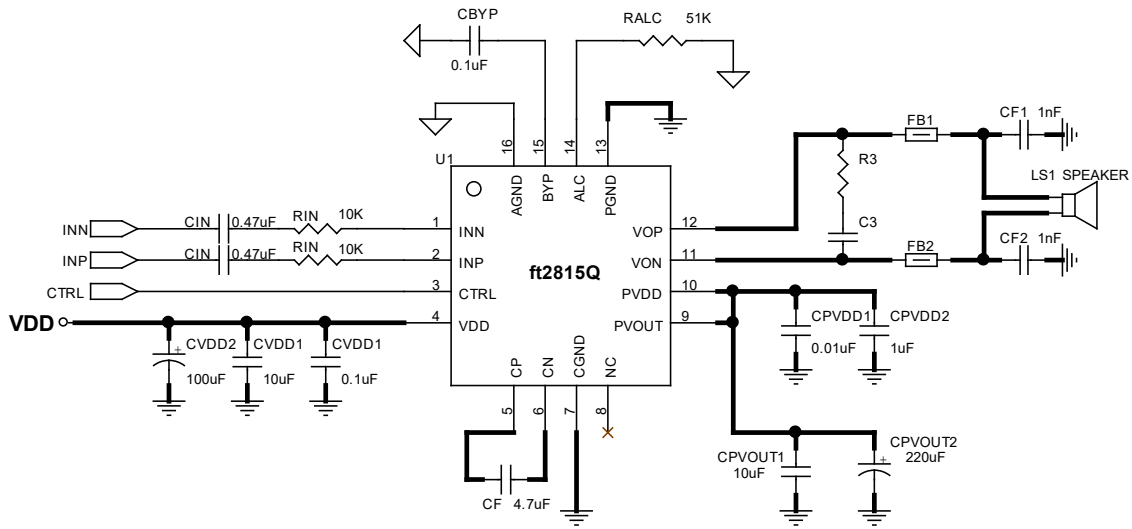 CBYP
0.1uF
RALC 51K
U1
16
15
14
13
AGND
BYP
ALC
PGND
FB1
CF1 1nF
R3
LS1 SPEAKER
C3
FB2
CF2 1nF
INN
CIN 0.47uF
RIN 10K
1
INN
INP
CIN 0.47uF
RIN 10K
2
INP
CTRL
3
CTRL
VDD
4
VDD
ft2815Q
VOP
12
VON
11
PVDD
10
PVOUT
9
CVDD2
100uF
CVDD1
10uF
CVDD1
0.1uF
CPVDD1
0.01uF
CPVDD2
1uF
CP
CN
CGND
NC
5
6
7
8
CF 4.7uF
CPVOUT1
10uF
CPVOUT2
220uF